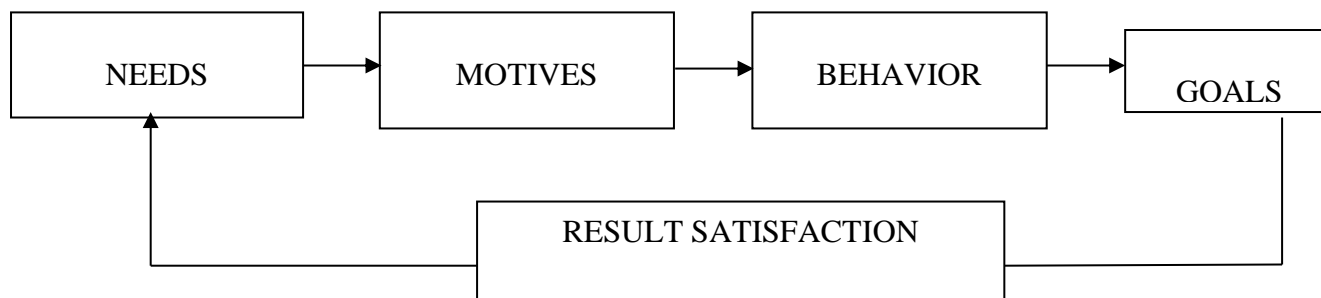 NEEDS
MOTIVES
BEHAVIOR
GOALS
RESULT SATISFACTION